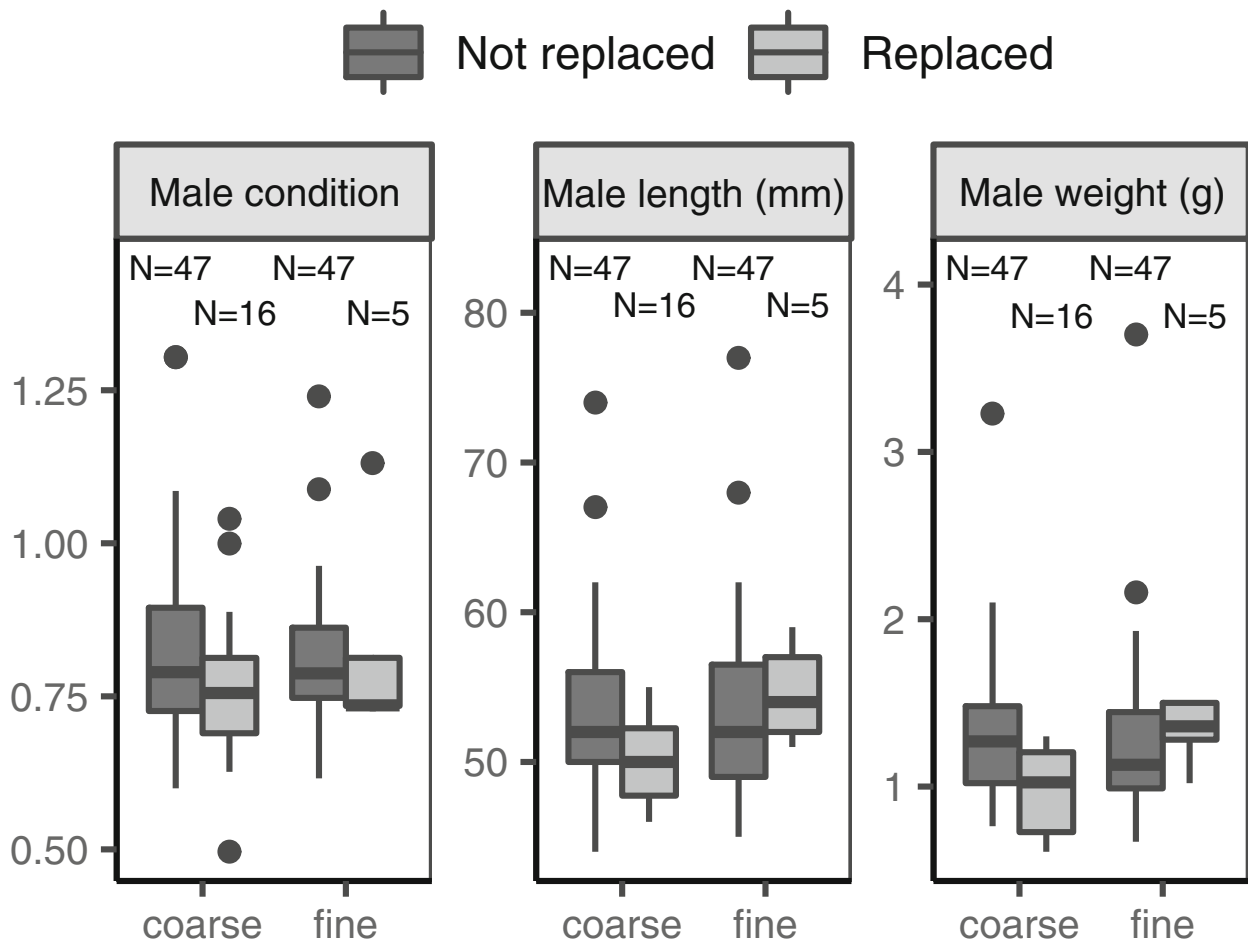 Not replaced Replaced
Male condition Male length (mm) Male weight (g)
N=47 N=47 N=47 N=47 N=47 N=47
N=16 N=5 N=16 N=5 N=16 N=5
1.25
1.00
0.75
0.50
80
70
60
50
4
3
2
1
coarse fine coarse fine coarse fine